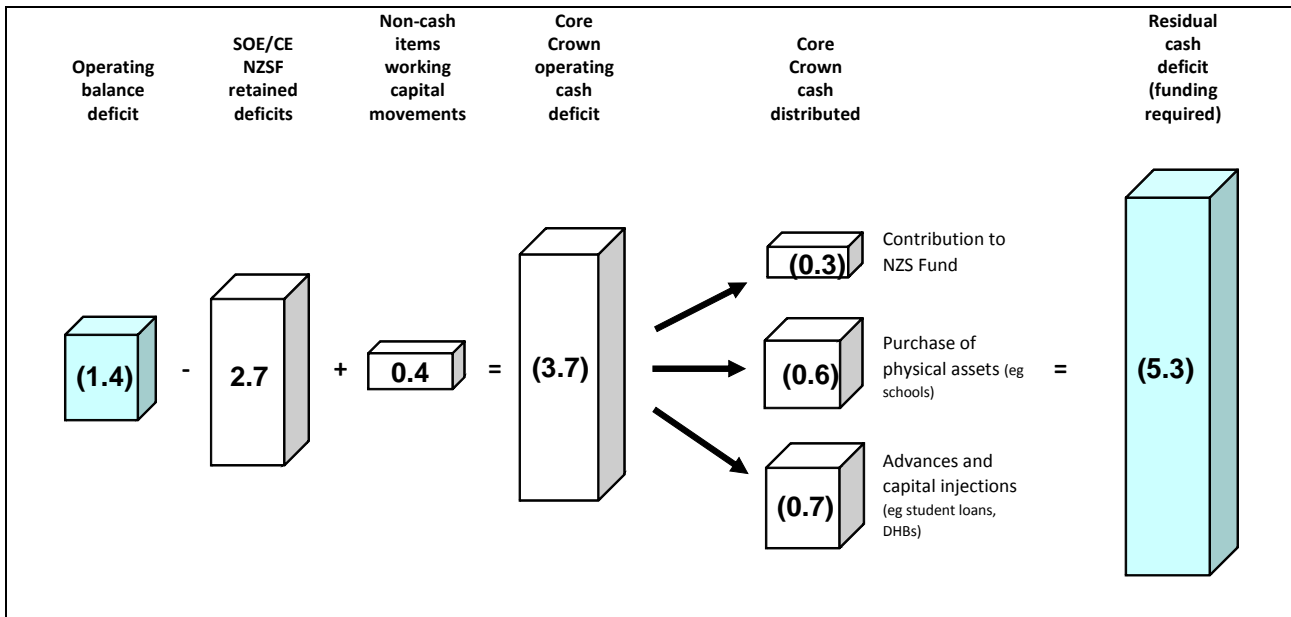 Operating
balance
deficit
SOE/CE
NZSF
retained
deficits
Non-cash
items
working
capital
movements
Core
Crown
operating
cash
deficit
Core
Crown
cash
distributed
Residual
cash
deficit
(funding
required)
(1.4)
-
2.7
+
0.4
=
(3.7)
(0.3)
Contribution to
NZS Fund
(0.6)
Purchase of
physical assets (eg
schools)
(0.7)
Advances and
capital injections
(eg student loans,
DHBs)
=
(5.3)